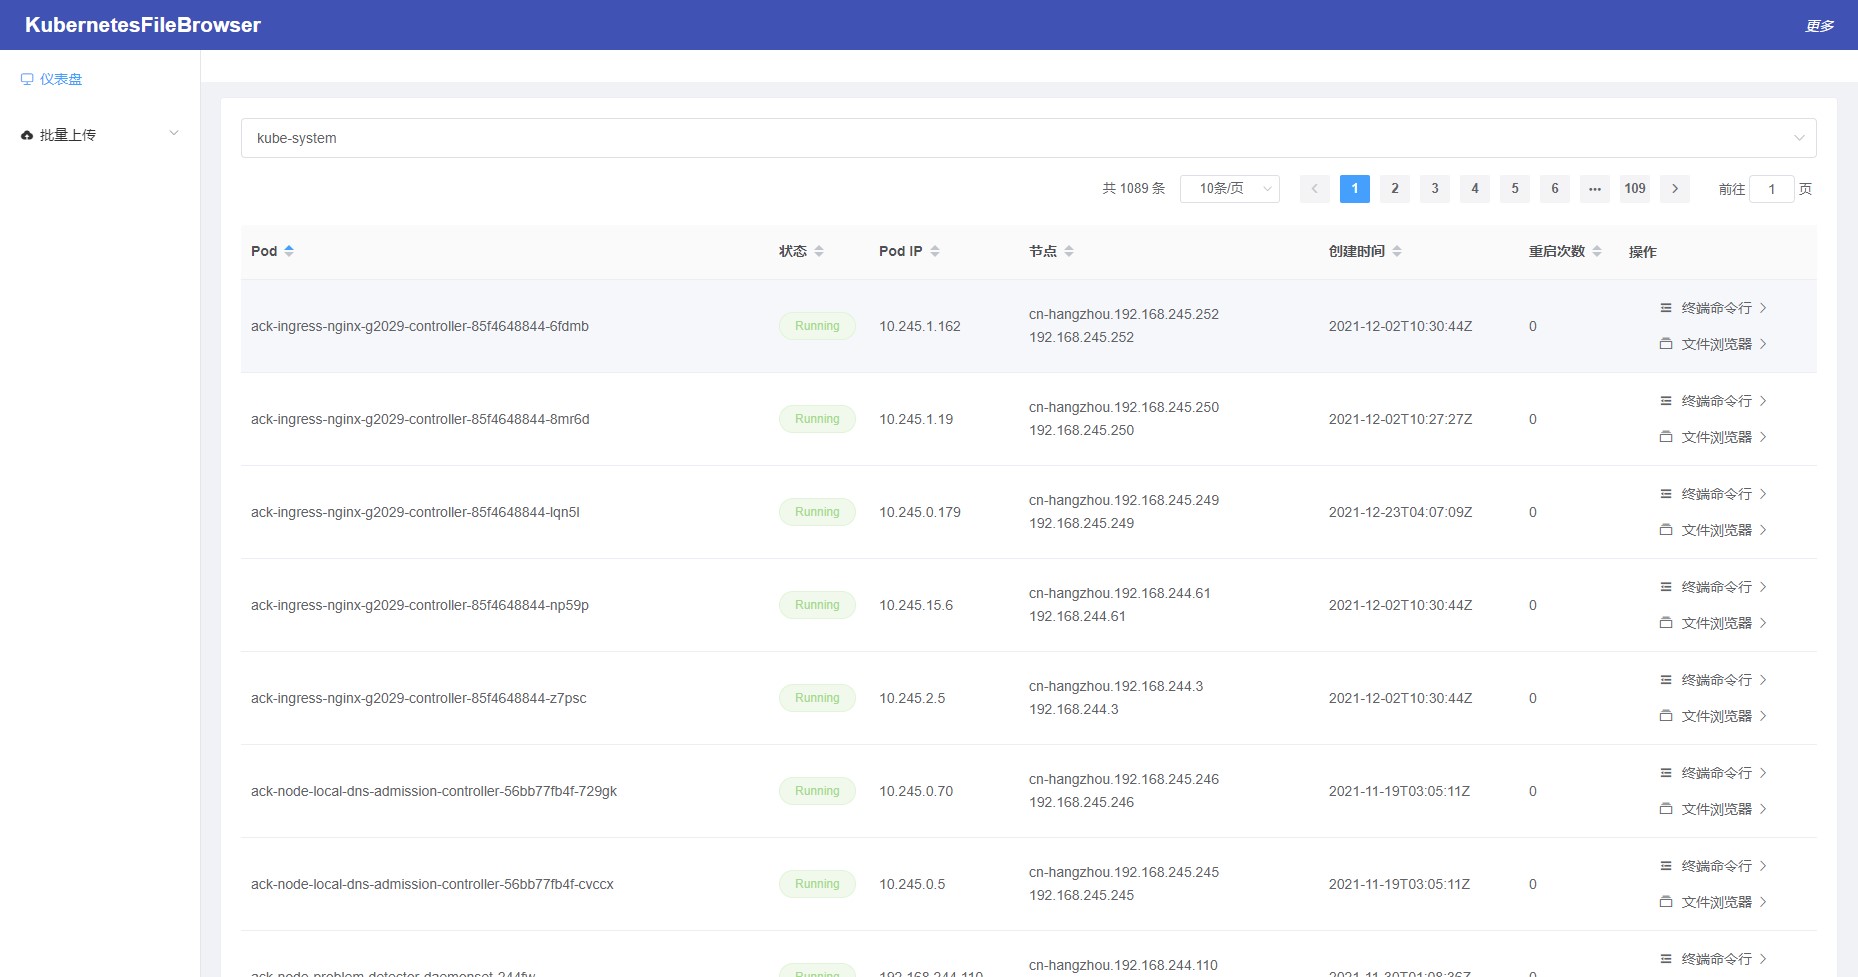 KubernetesFileBrowser
更多
仪表盘
批量上传
kube-system
共 1089 条 10条/页 1 2 3 4 5 6 ••• 109 前往 1 页
Pod 状态 Pod IP 节点 创建时间 重启次数 操作
ack-ingress-nginx-g2029-controller-85f4648844-6fdmb Running 10.245.1.162 cn-hangzhou.192.168.245.252 2021-12-02T10:30:44Z 0 终端命令行
192.168.245.252 文件浏览器
ack-ingress-nginx-g2029-controller-85f4648844-8mr6d Running 10.245.1.19 cn-hangzhou.192.168.245.250 2021-12-02T10:27:27Z 0 终端命令行
192.168.245.250 文件浏览器
ack-ingress-nginx-g2029-controller-85f4648844-lqn5l Running 10.245.0.179 cn-hangzhou.192.168.245.249 2021-12-23T04:07:09Z 0 终端命令行
192.168.245.249 文件浏览器
ack-ingress-nginx-g2029-controller-85f4648844-np59p Running 10.245.15.6 cn-hangzhou.192.168.244.61 2021-12-02T10:30:44Z 0 终端命令行
192.168.244.61 文件浏览器
ack-ingress-nginx-g2029-controller-85f4648844-z7psc Running 10.245.2.5 cn-hangzhou.192.168.244.3 2021-12-02T10:30:44Z 0 终端命令行
192.168.244.3 文件浏览器
ack-node-local-dns-admission-controller-56bb77fb4f-729gk Running 10.245.0.70 cn-hangzhou.192.168.245.246 2021-11-19T03:05:11Z 0 终端命令行
192.168.245.246 文件浏览器
ack-node-local-dns-admission-controller-56bb77fb4f-cvccx Running 10.245.0.5 cn-hangzhou.192.168.245.245 2021-11-19T03:05:11Z 0 终端命令行
192.168.245.245 文件浏览器
ack-node-problem-detector-daemonset-244fw Running 192.168.244.110 cn-hangzhou.192.168.244.110 2021-11-30T01:08:36Z 0 终端命令行